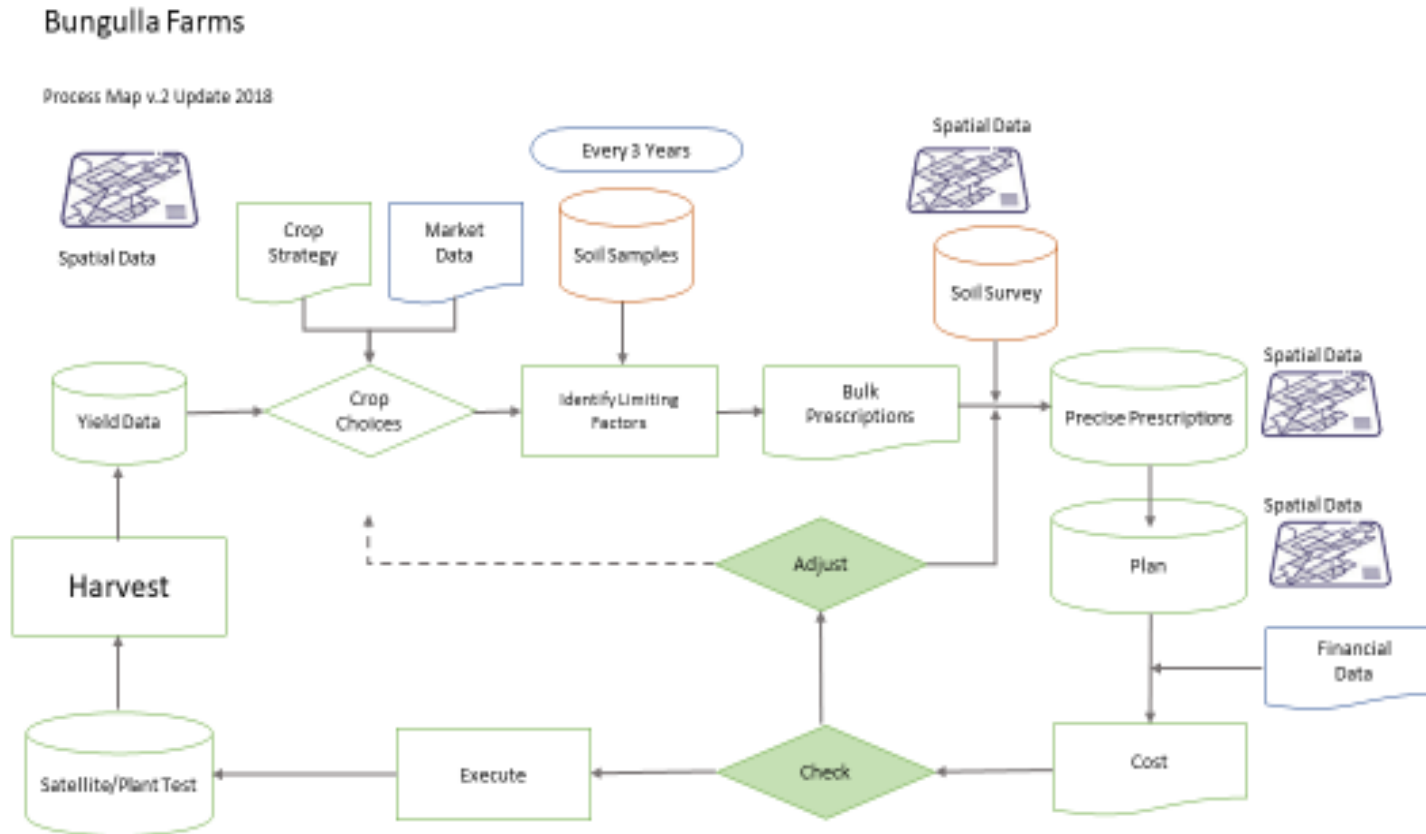 Bungulla Farms
Process Map v.2 Update 2018
Spatial Data
Every 3 Years
Spatial Data
Crop
Strategy
Market
Data
Soil Samples
Soil Survey
Yield Data
Crop
Choices
Identify Limiting
Factors
Bulk
Prescriptions
Precise Prescriptions
Spatial Data
Harvest
Adjust
Plan
Spatial Data
Financial
Data
Satellite/Plant Test
Execute
Check
Cost